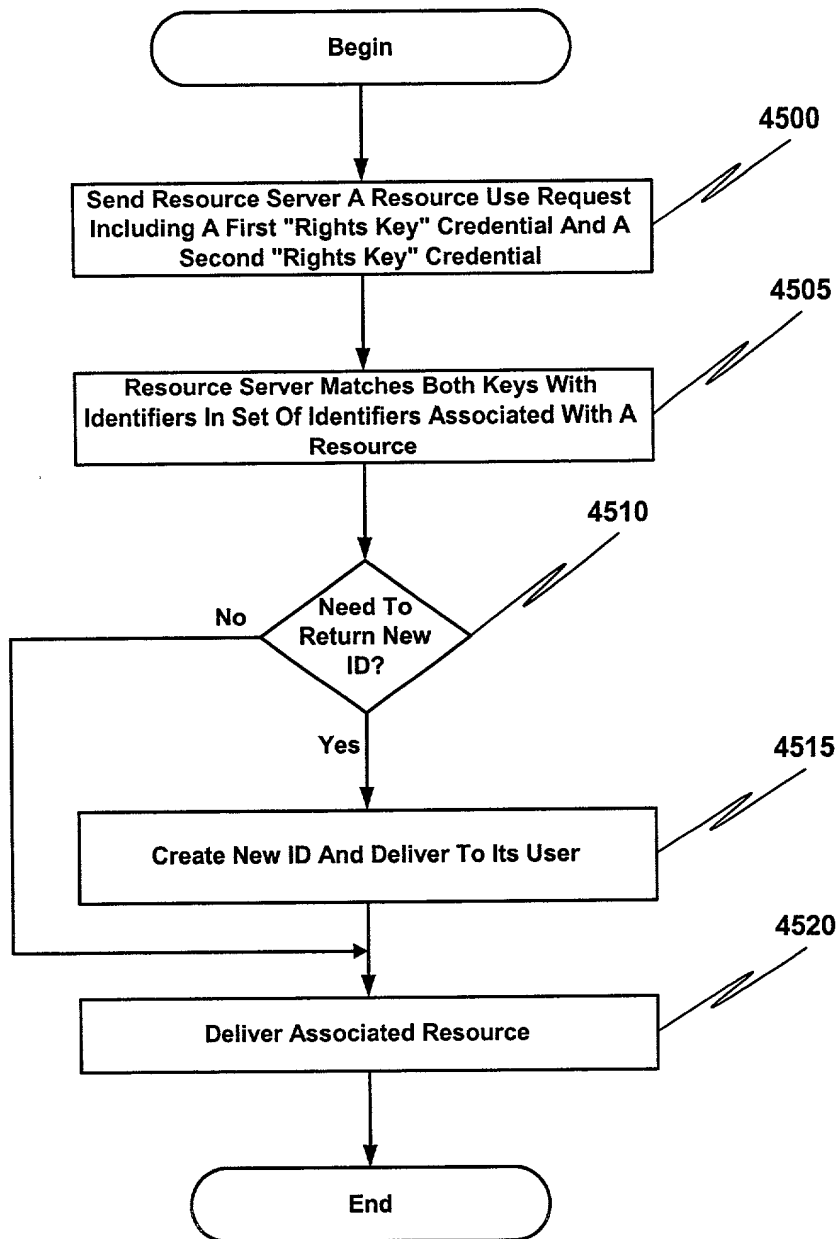 Begin
4500
Send Resource Server A Resource Use Request
Including A First "Rights Key" Credential And A
Second "Rights Key" Credential
4505
Resource Server Matches Both Keys With
Identifiers In Set Of Identifiers Associated With A
Resource
4510
No
Need To
Return New
ID?
Yes
4515
Create New ID And Deliver To Its User
4520
Deliver Associated Resource
End